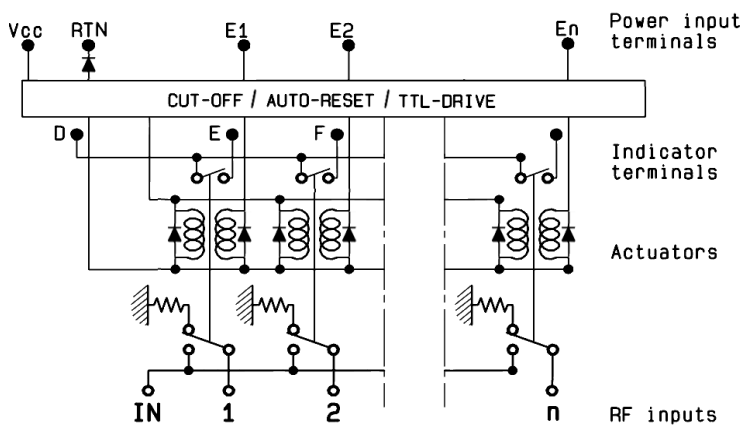 Vcc RTN E1 E2 En Power input
terminals
CUT-OFF / AUTO-RESET / TTL-DRIVE
D E F Indicator
terminals
Actuators
IN 1 2 n RF inputs